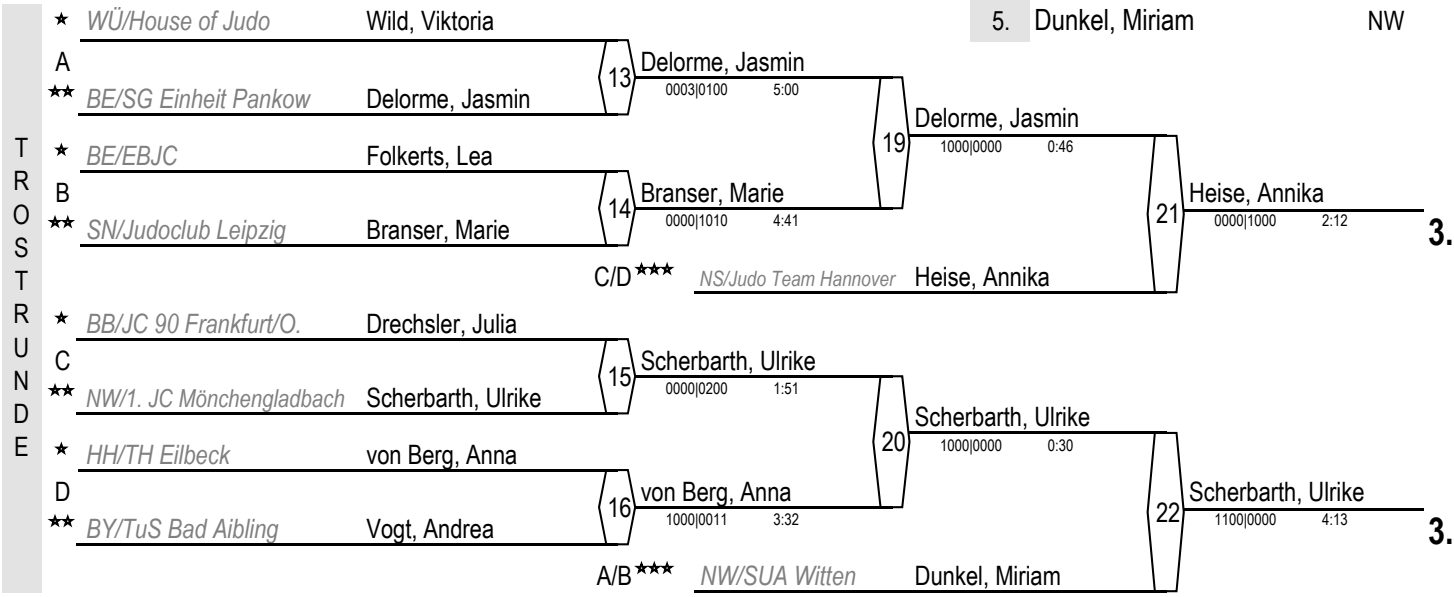 TROSTRUNDE
★ WÜ/House of Judo Wild, Viktoria
5. Dunkel, Miriam NW
A
13 Delorme, Jasmin
0003|0100 5:00
★★ BE/SG Einheit Pankow Delorme, Jasmin
19 Delorme, Jasmin
1000|0000 0:46
★ BE/EBJC Folkerts, Lea
B
14 Branser, Marie
0000|1010 4:41
21 Heise, Annika
0000|1000 2:12
3.
★★ SN/Judoclub Leipzig Branser, Marie
C/D ★★★ NS/Judo Team Hannover Heise, Annika
★ BB/JC 90 Frankfurt/O. Drechsler, Julia
C
15 Scherbarth, Ulrike
0000|0200 1:51
★★ NW/1. JC Mönchengladbach Scherbarth, Ulrike
20 Scherbarth, Ulrike
1000|0000 0:30
★ HH/TH Eilbeck von Berg, Anna
D
16 von Berg, Anna
1000|0011 3:32
22 Scherbarth, Ulrike
1100|0000 4:13
3.
★★ BY/TuS Bad Aibling Vogt, Andrea
A/B ★★★ NW/SUA Witten Dunkel, Miriam